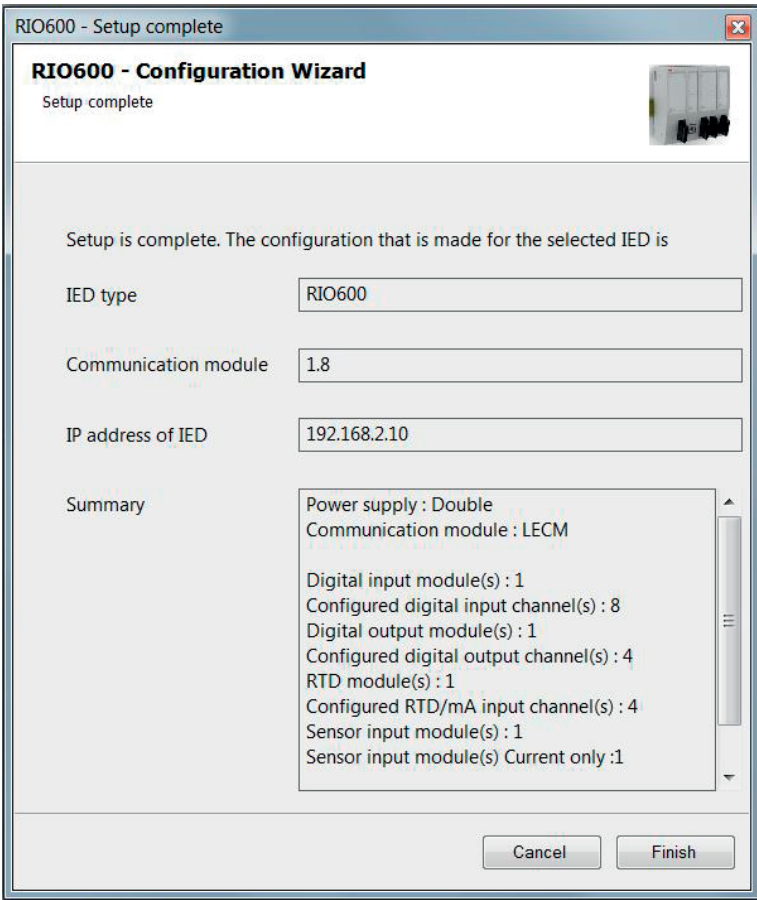 RIO600 - Setup complete
RIO600 - Configuration Wizard
Setup complete
Setup is complete. The configuration that is made for the selected IED is
IED type
RIO600
Communication module
1.8
IP address of IED
192.168.2.10
Summary
Power supply : Double
Communication module : LECM
Digital input module(s) : 1
Configured digital input channel(s) : 8
Digital output module(s) : 1
Configured digital output channel(s) : 4
RTD module(s) : 1
Configured RTD/mA input channel(s) : 4
Sensor input module(s) : 1
Sensor input module(s) Current only :1
Cancel
Finish